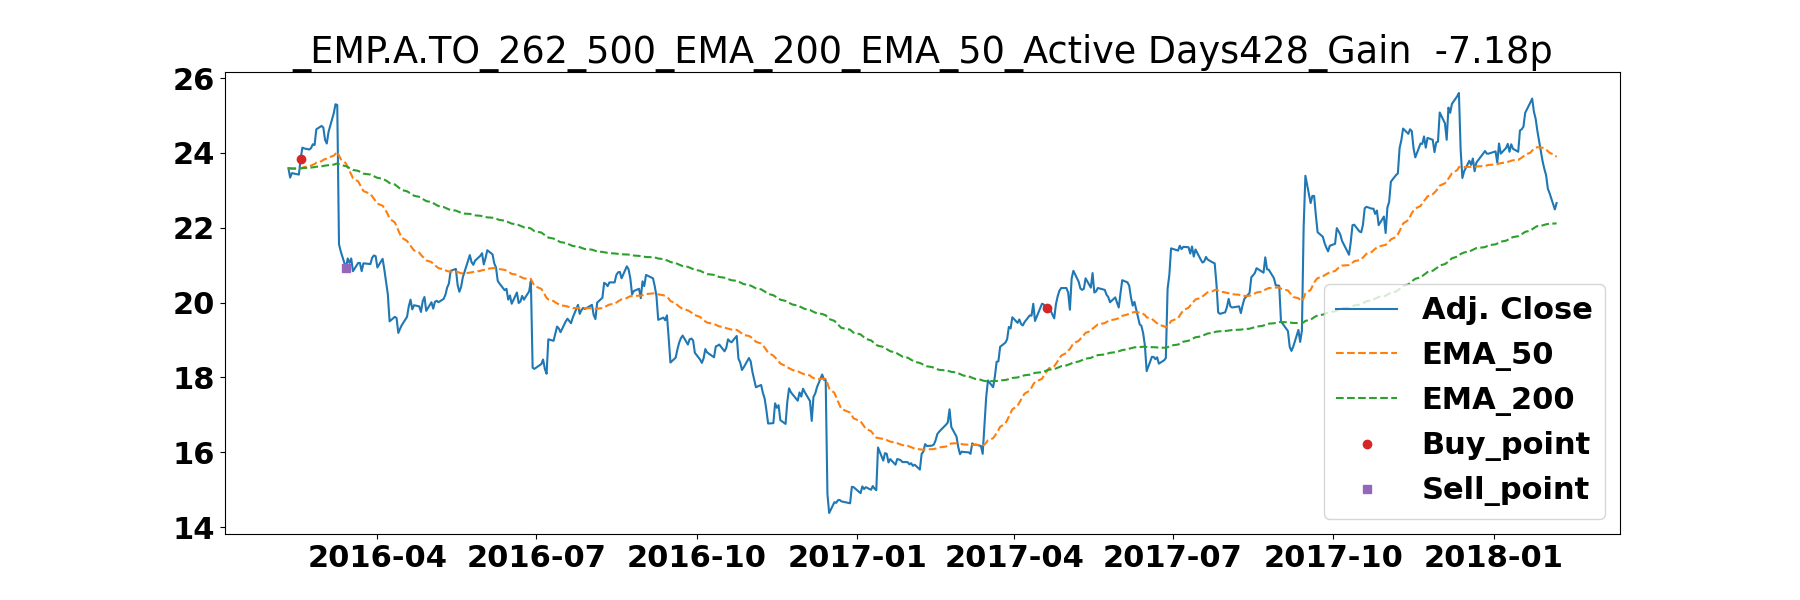 _EMP.A.TO_262_500_EMA_200_EMA_50_Active Days428_Gain  -7.18p
26
24
22
20
18
16
14
Adj. Close
EMA_50
EMA_200
Buy_point
Sell_point
2016-04 2016-07 2016-10 2017-01 2017-04 2017-07 2017-10 2018-01